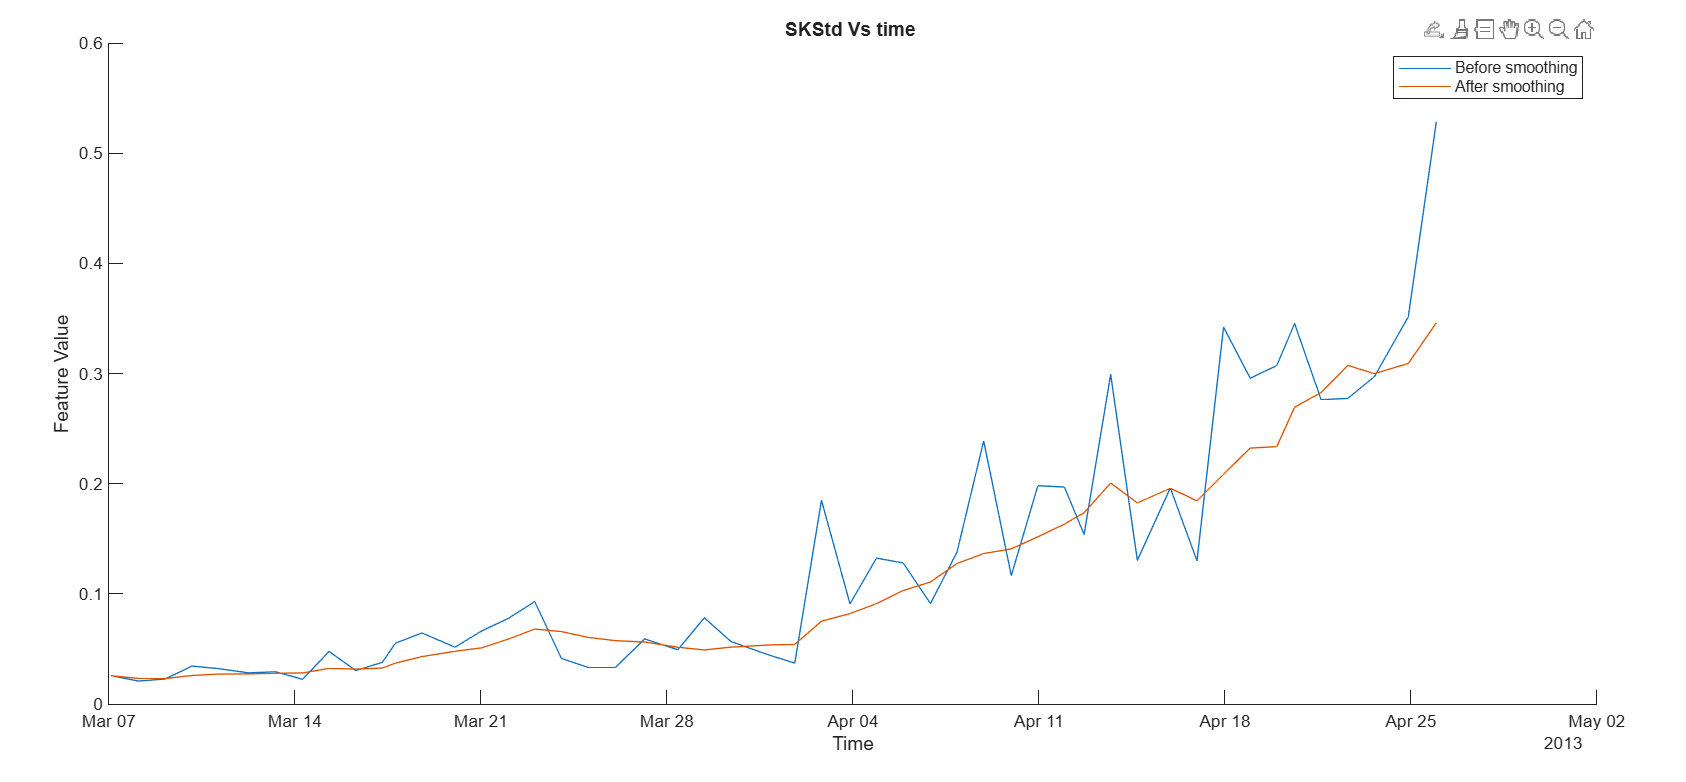 SKStd Vs time
Before smoothing
After smoothing
0.6
0.5
0.4
0.3
0.2
0.1
0
Feature Value
Mar 07 Mar 14 Mar 21 Mar 28 Apr 04 Apr 11 Apr 18 Apr 25 May 02
Time
2013